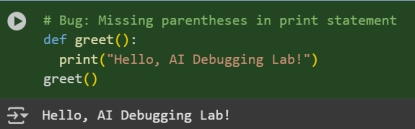 # Bug: Missing parentheses in print statement
def greet():
  print("Hello, AI Debugging Lab!")
greet()
Hello, AI Debugging Lab!